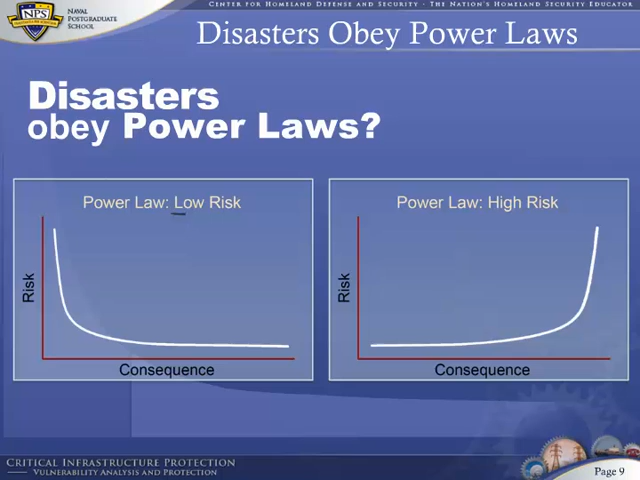 CENTER FOR HOMELAND DEFENSE AND SECURITY · THE NATION'S HOMELAND SECURITY EDUCATOR
NPS
NAVAL
POSTGRADUATE
SCHOOL
Disasters Obey Power Laws
Disasters
obey Power Laws?
Power Law: Low Risk
Risk
Consequence
Power Law: High Risk
Risk
Consequence
CRITICAL INFRASTRUCTURE PROTECTION
VULNERABILITY ANALYSIS AND PROTECTION
Page 9